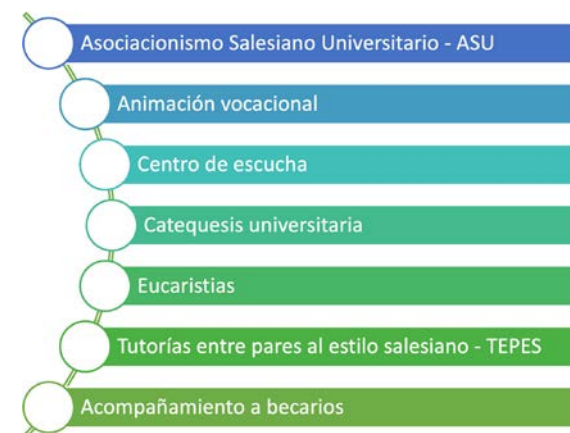 Asociacionismo Salesiano Universitario - ASU
Animación vocacional
Centro de escucha
Catequesis universitaria
Eucaristias
Tutorías entre pares al estilo salesiano - TEPES
Acompañamiento a becarios